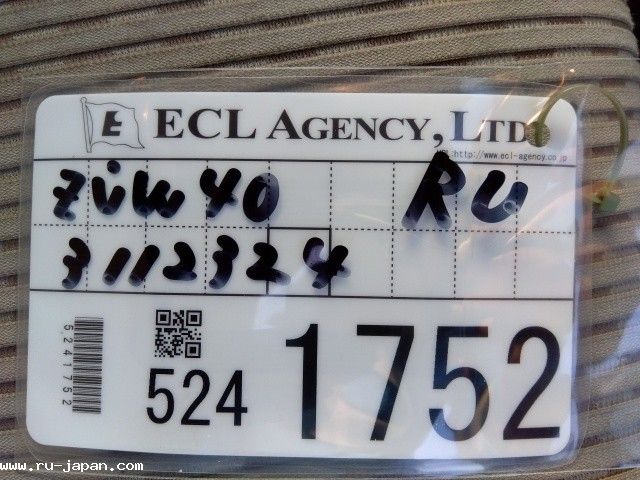 E
ECL AGENCY, LTD
URL:http://www.ecl-agency.co.jp
ZVW40 RU
3112324
5241752
524 1752
www.ru-japan.com